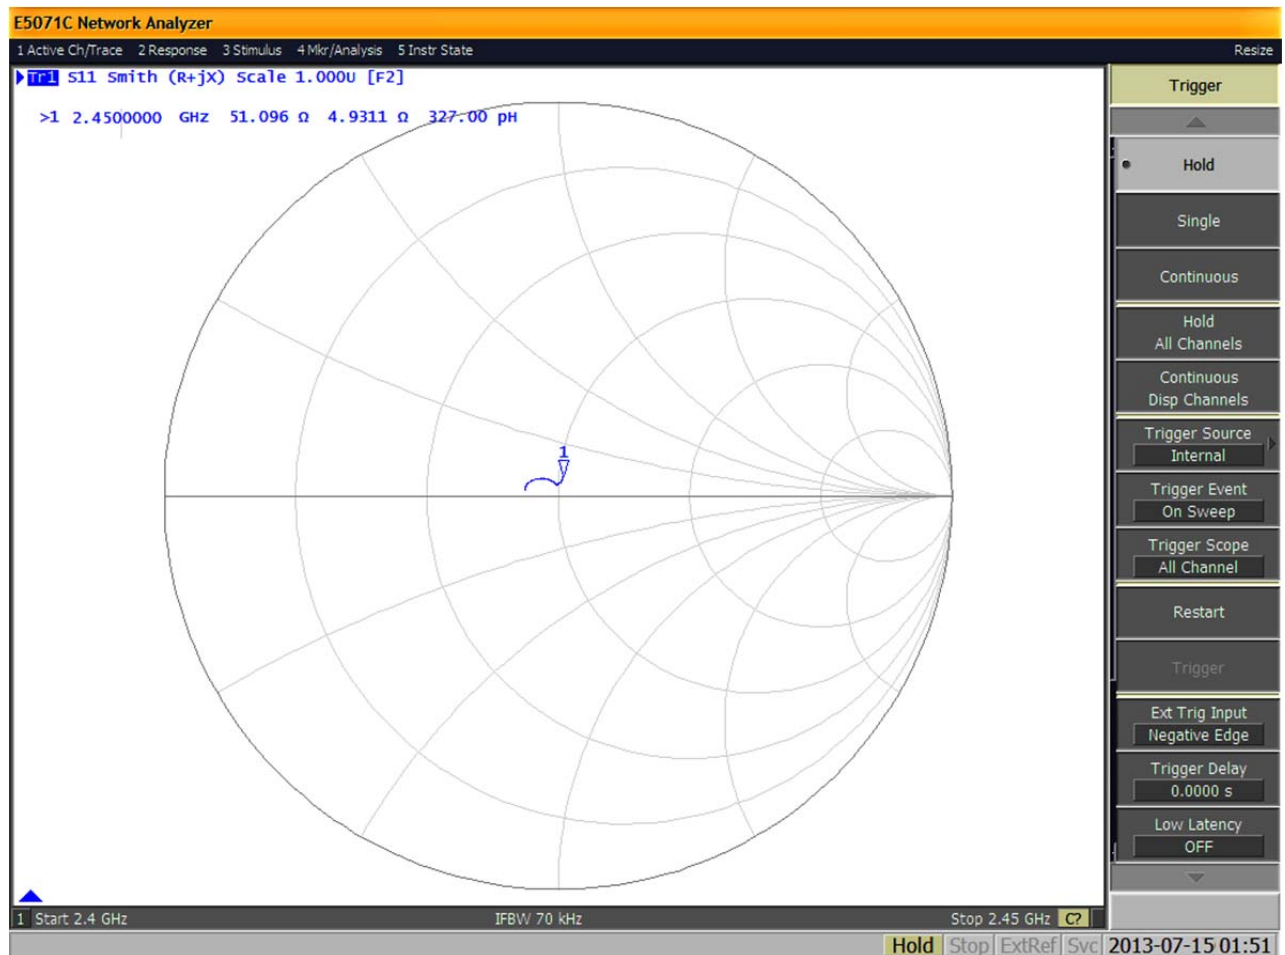 E5071C Network Analyzer
1 Active Ch/Trace 2 Response 3 Stimulus 4 Mkr/Analysis 5 Instr State Resize
Tr1 S11 Smith (R+jX) Scale 1.000U [F2]
>1 2.4500000 GHz 51.096 Ω 4.9311 Ω 327.00 pH
1
Trigger
Hold
Single
Continuous
Hold
All Channels
Continuous
Disp Channels
Trigger Source
Internal
Trigger Event
On Sweep
Trigger Scope
All Channel
Restart
Trigger
Ext Trig Input
Negative Edge
Trigger Delay
0.0000 s
Low Latency
OFF
1 Start 2.4 GHz IFBW 70 kHz Stop 2.45 GHz C?
Hold Stop ExtRef Svc 2013-07-15 01:51